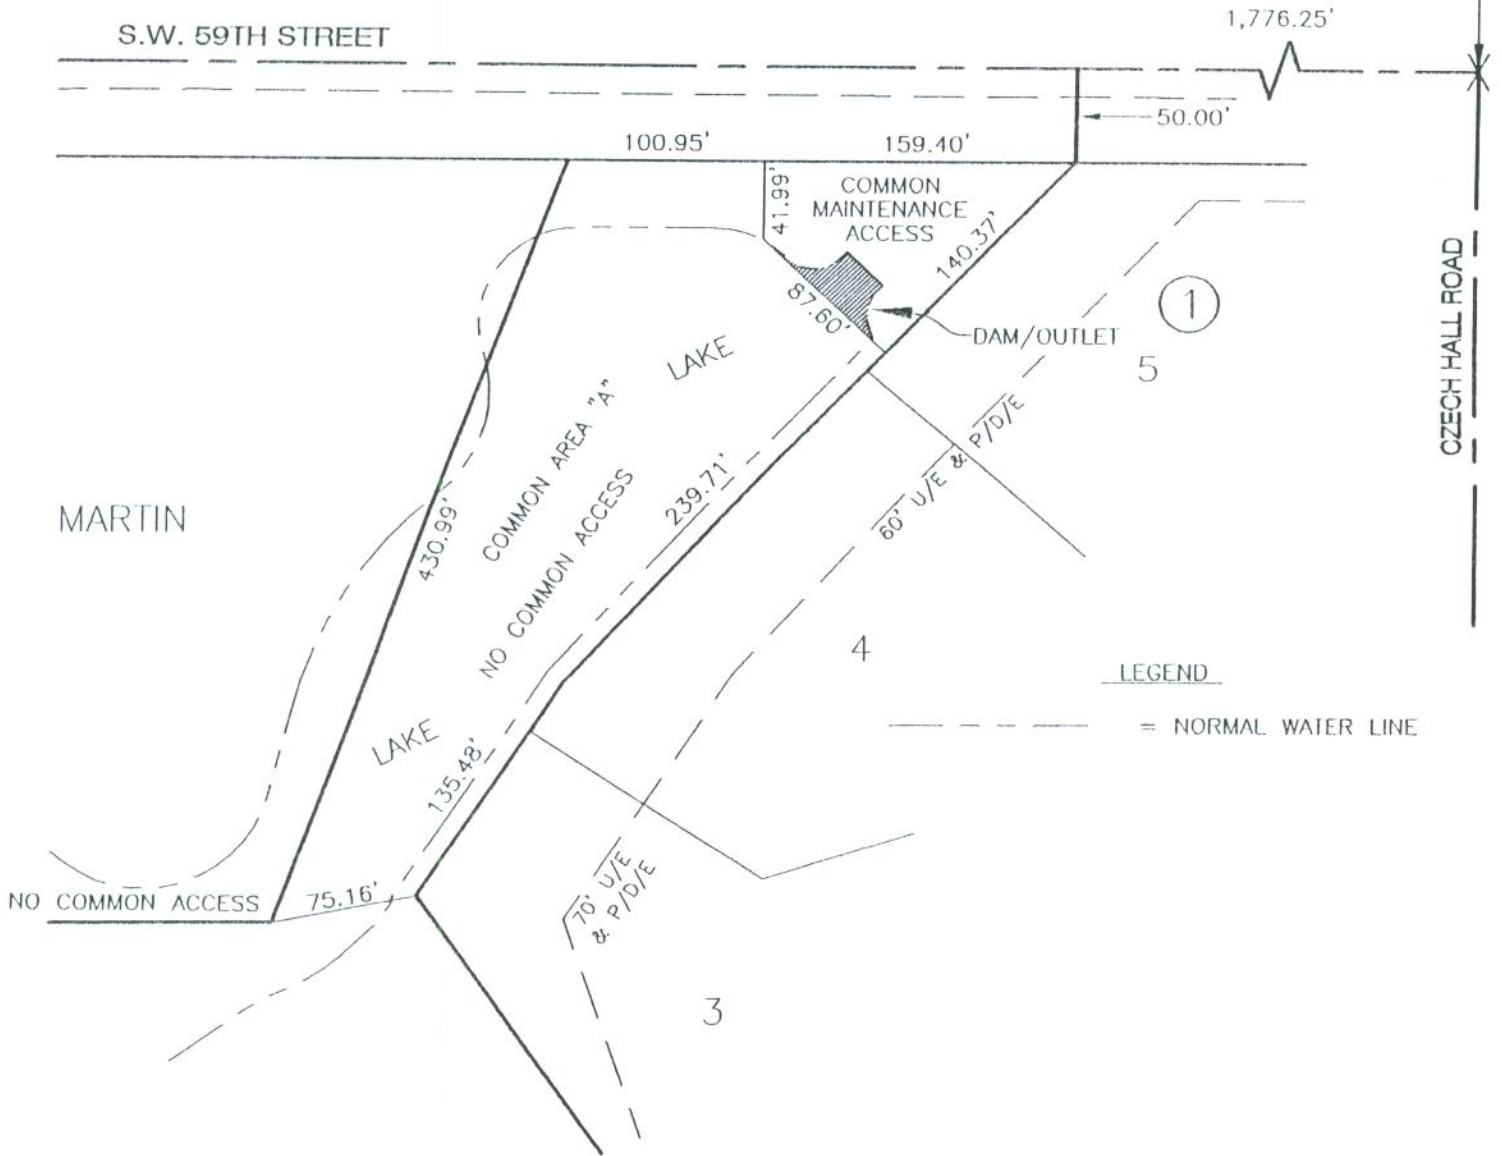 1,776.25'
S.W. 59TH STREET
50.00'
100.95'
159.40'
41.99'
COMMON
MAINTENANCE
ACCESS
140.37'
87.60'
DAM/OUTLET
1
5
CZECH HALL ROAD
LAKE
COMMON AREA "A"
NO COMMON ACCESS
239.71'
60' U/E & P/D/E
MARTIN
430.99'
4
LEGEND
= NORMAL WATER LINE
LAKE
135.48'
NO COMMON ACCESS
75.16'
70' U/E
& P/D/E
3